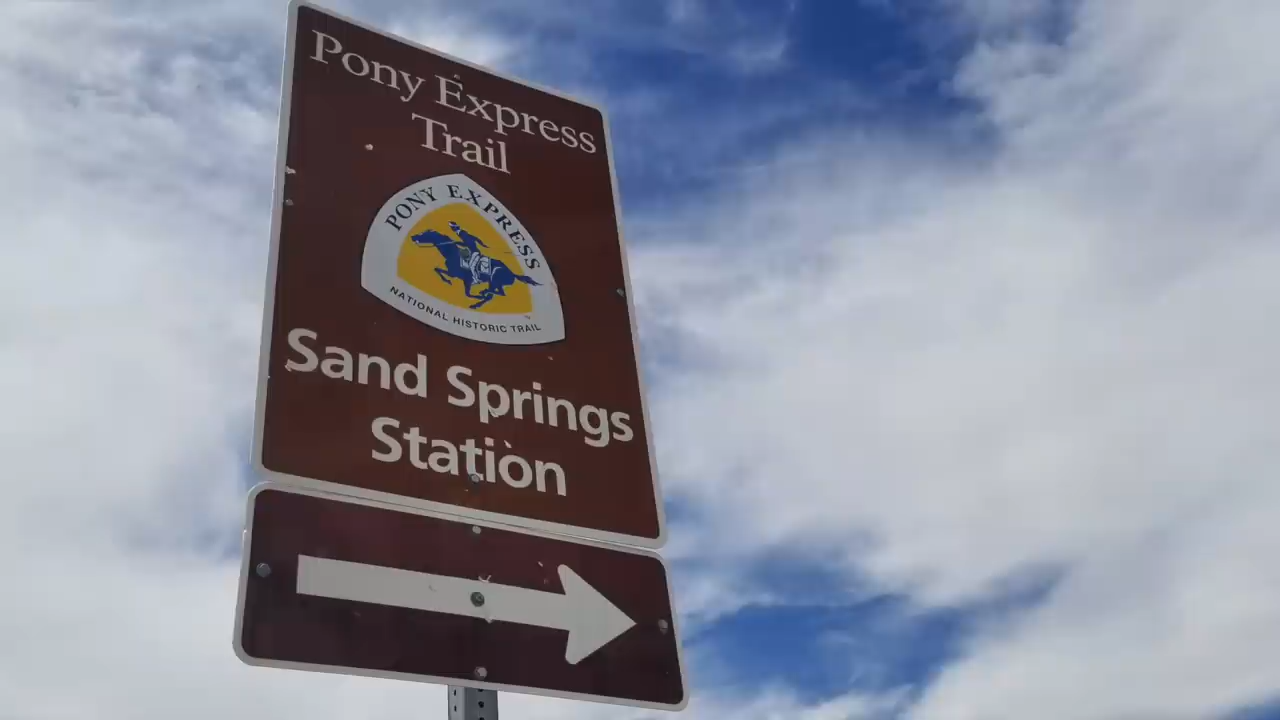 Pony Express
Trail
PONY EXPRESS
NATIONAL HISTORIC TRAIL
Sand Springs
Station